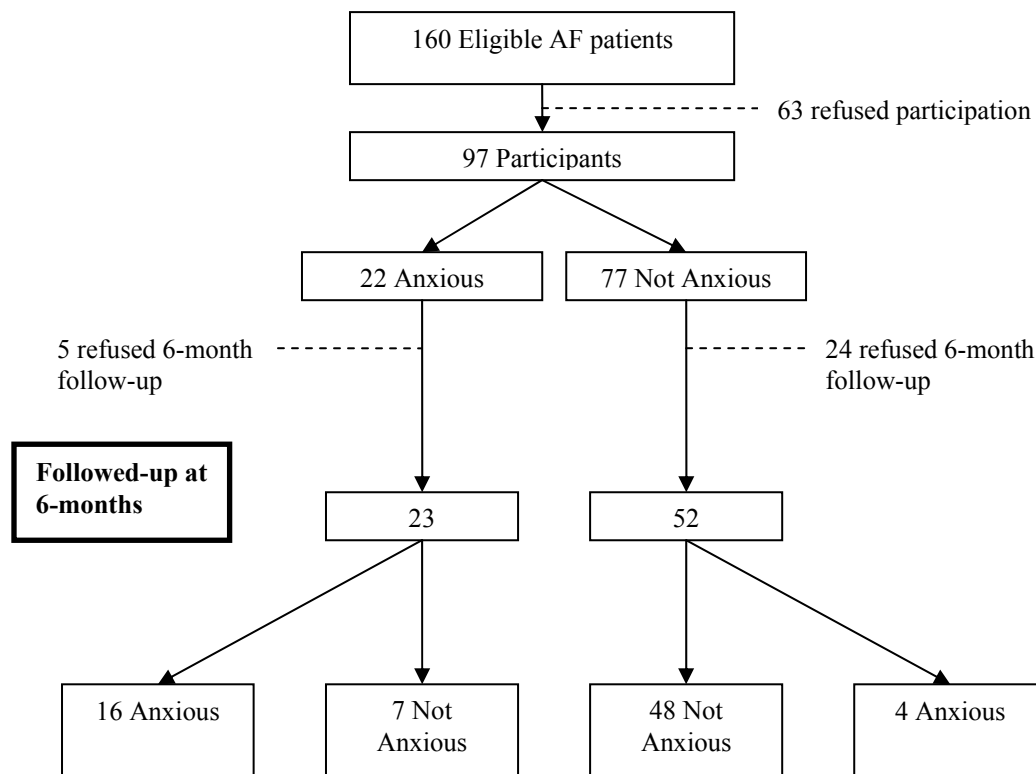 160 Eligible AF patients
63 refused participation
97 Participants
22 Anxious
77 Not Anxious
5 refused 6-month
follow-up
24 refused 6-month
follow-up
Followed-up at
6-months
23
52
16 Anxious
7 Not
Anxious
48 Not
Anxious
4 Anxious